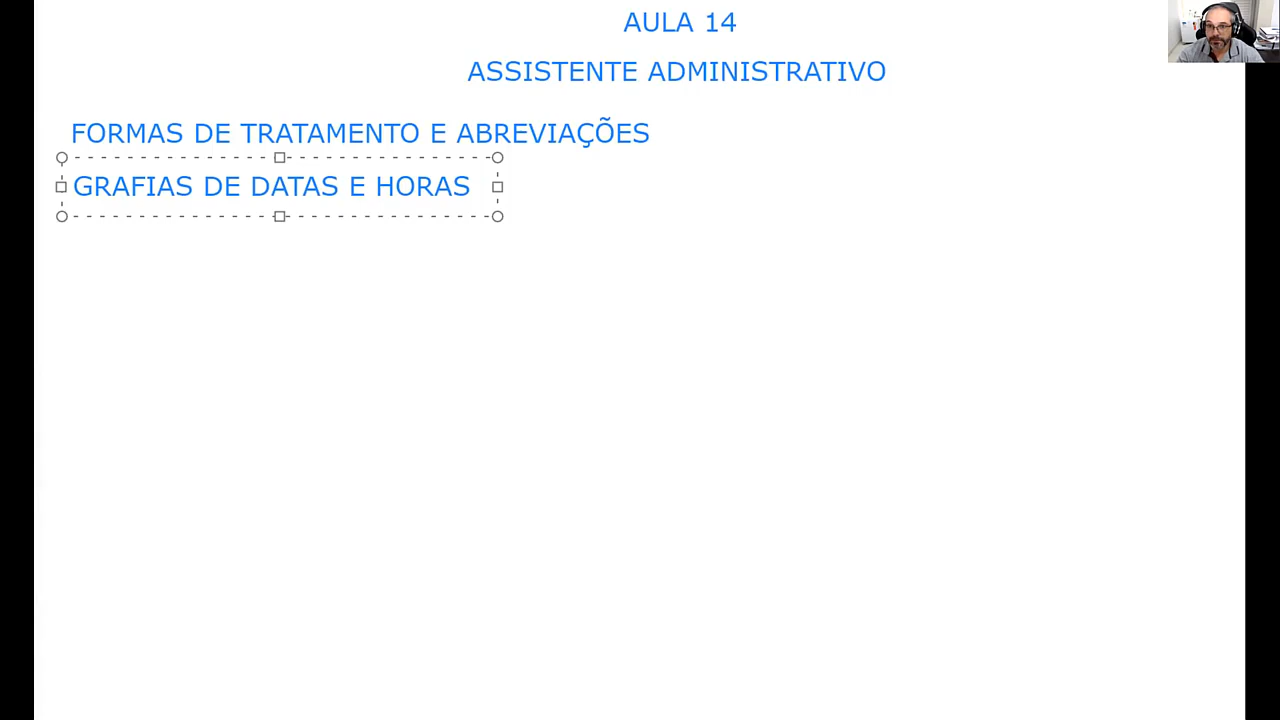 AULA 14
ASSISTENTE ADMINISTRATIVO
FORMAS DE TRATAMENTO E ABREVIAÇÕES
GRAFIAS DE DATAS E HORAS